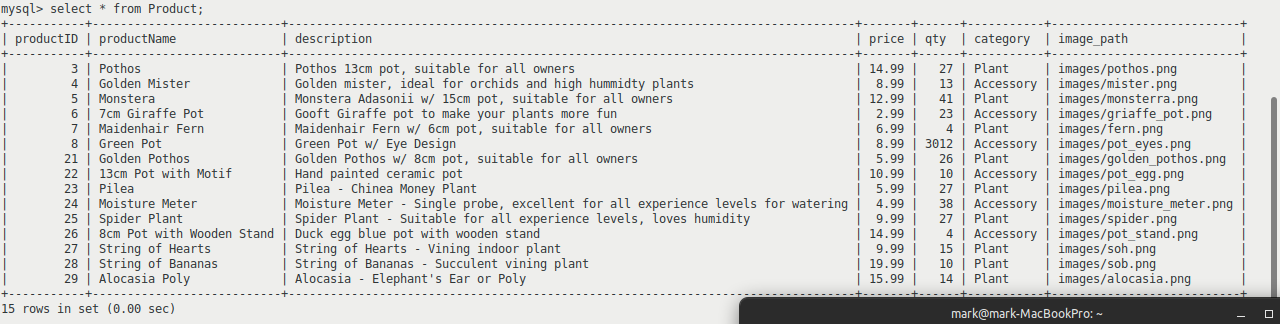 mysql> select * from Product;
+-----------+-------------------------+-------------------------------------------------------------------------------+-------+------+-----------+---------------------------+
| productID | productName             | description                                                                   | price | qty  | category  | image_path                |
+-----------+-------------------------+-------------------------------------------------------------------------------+-------+------+-----------+---------------------------+
|         3 | Pothos                  | Pothos 13cm pot, suitable for all owners                                      | 14.99 |   27 | Plant     | images/pothos.png         |
|         4 | Golden Mister           | Golden mister, ideal for orchids and high hummidty plants                     |  8.99 |   13 | Accessory | images/mister.png         |
|         5 | Monstera                | Monstera Adasonii w/ 15cm pot, suitable for all owners                        | 12.99 |   41 | Plant     | images/monsterra.png      |
|         6 | 7cm Giraffe Pot         | Gooft Giraffe pot to make your plants more fun                                |  2.99 |   23 | Accessory | images/griaffe_pot.png    |
|         7 | Maidenhair Fern         | Maidenhair Fern w/ 6cm pot, suitable for all owners                           |  6.99 |    4 | Plant     | images/fern.png           |
|         8 | Green Pot               | Green Pot w/ Eye Design                                                       |  8.99 | 3012 | Accessory | images/pot_eyes.png       |
|        21 | Golden Pothos           | Golden Pothos w/ 8cm pot, suitable for all owners                             |  5.99 |   26 | Plant     | images/golden_pothos.png  |
|        22 | 13cm Pot with Motif     | Hand painted ceramic pot                                                      | 10.99 |   10 | Accessory | images/pot_egg.png        |
|        23 | Pilea                   | Pilea - Chinea Money Plant                                                    |  5.99 |   27 | Plant     | images/pilea.png          |
|        24 | Moisture Meter          | Moisture Meter - Single probe, excellent for all experience levels for watering |  4.99 |   38 | Accessory | images/moisture_meter.png |
|        25 | Spider Plant            | Spider Plant - Suitable for all experience levels, loves humidity             |  9.99 |   27 | Plant     | images/spider.png         |
|        26 | 8cm Pot with Wooden Stand | Duck egg blue pot with wooden stand                                         | 14.99 |    4 | Accessory | images/pot_stand.png      |
|        27 | String of Hearts        | String of Hearts - Vining indoor plant                                        |  9.99 |   15 | Plant     | images/soh.png            |
|        28 | String of Bananas       | String of Bananas - Succulent vining plant                                    | 19.99 |   10 | Plant     | images/sob.png            |
|        29 | Alocasia Poly           | Alocasia - Elephant's Ear or Poly                                             | 15.99 |   14 | Plant     | images/alocasia.png       |
+-----------+-------------------------+-------------------------------------------------------------------------------+-------+------+-----------+---------------------------+
15 rows in set (0.00 sec)
mark@mark-MacBookPro: ~